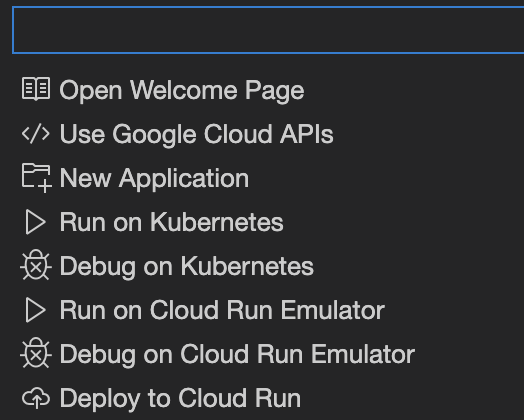 Open Welcome Page
Use Google Cloud APIs
New Application
Run on Kubernetes
Debug on Kubernetes
Run on Cloud Run Emulator
Debug on Cloud Run Emulator
Deploy to Cloud Run